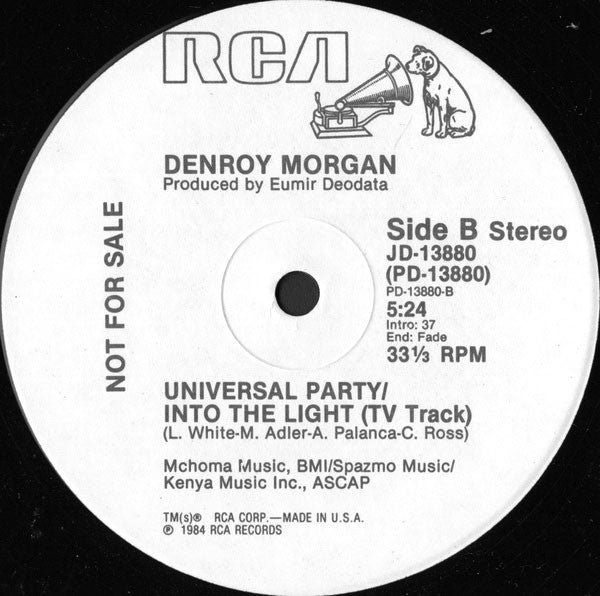 RCA
DENROY MORGAN
Produced by Eumir Deodata
NOT FOR SALE
Side B Stereo
JD-13880
(PD-13880)
PD-13880-B
5:24
Intro: 37
End: Fade
33⅓ RPM
UNIVERSAL PARTY/
INTO THE LIGHT (TV Track)
(L. White-M. Adler-A. Palanca-C. Ross)
Mchoma Music, BMI/Spazmo Music/
Kenya Music Inc., ASCAP
TM(s)® RCA CORP.—MADE IN U.S.A.
℗ 1984 RCA RECORDS